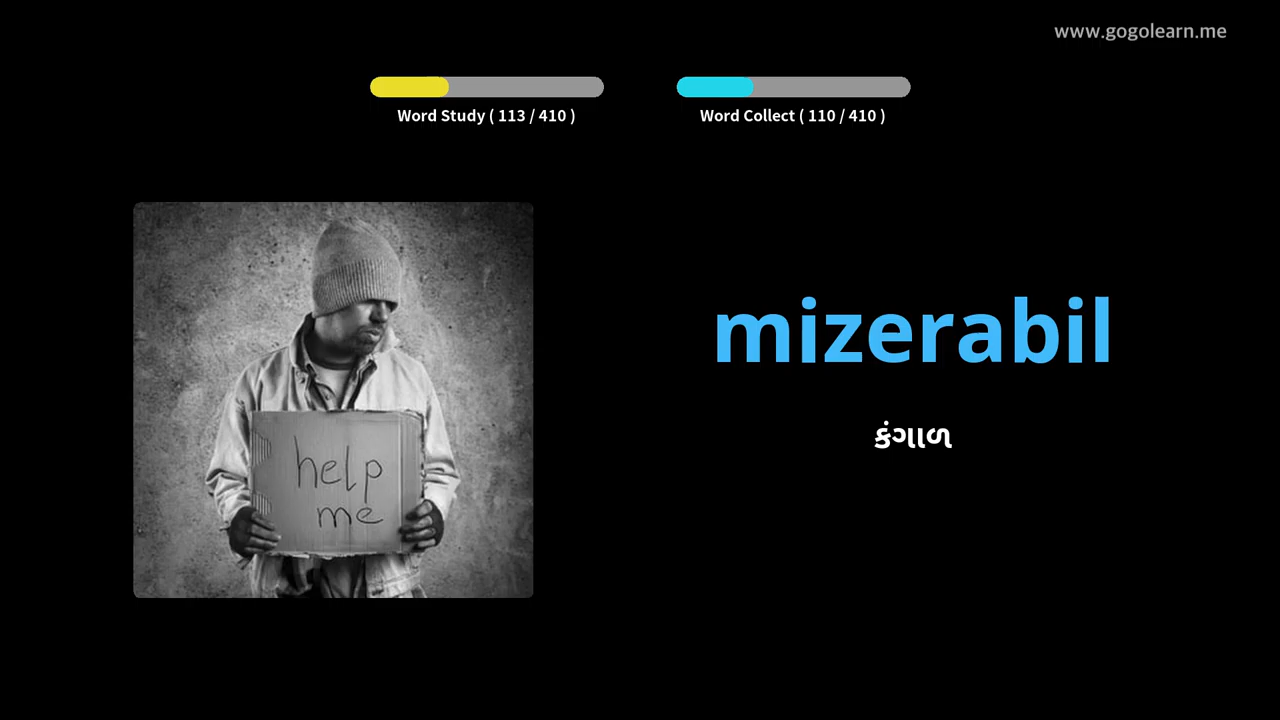 www.gogolearn.me
Word Study ( 113 / 410 )
Word Collect ( 110 / 410 )
help
me
mizerabil
કંગાળ